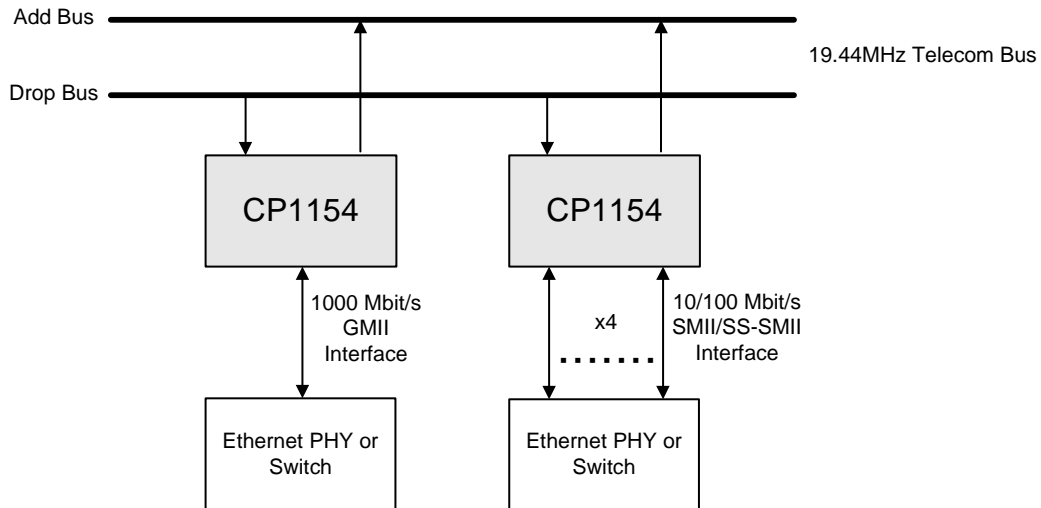 Add Bus
19.44MHz Telecom Bus
Drop Bus
CP1154
CP1154
1000 Mbit/s
GMII
Interface
x4
10/100 Mbit/s
SMII/SS-SMII
Interface
Ethernet PHY or
Switch
Ethernet PHY or
Switch